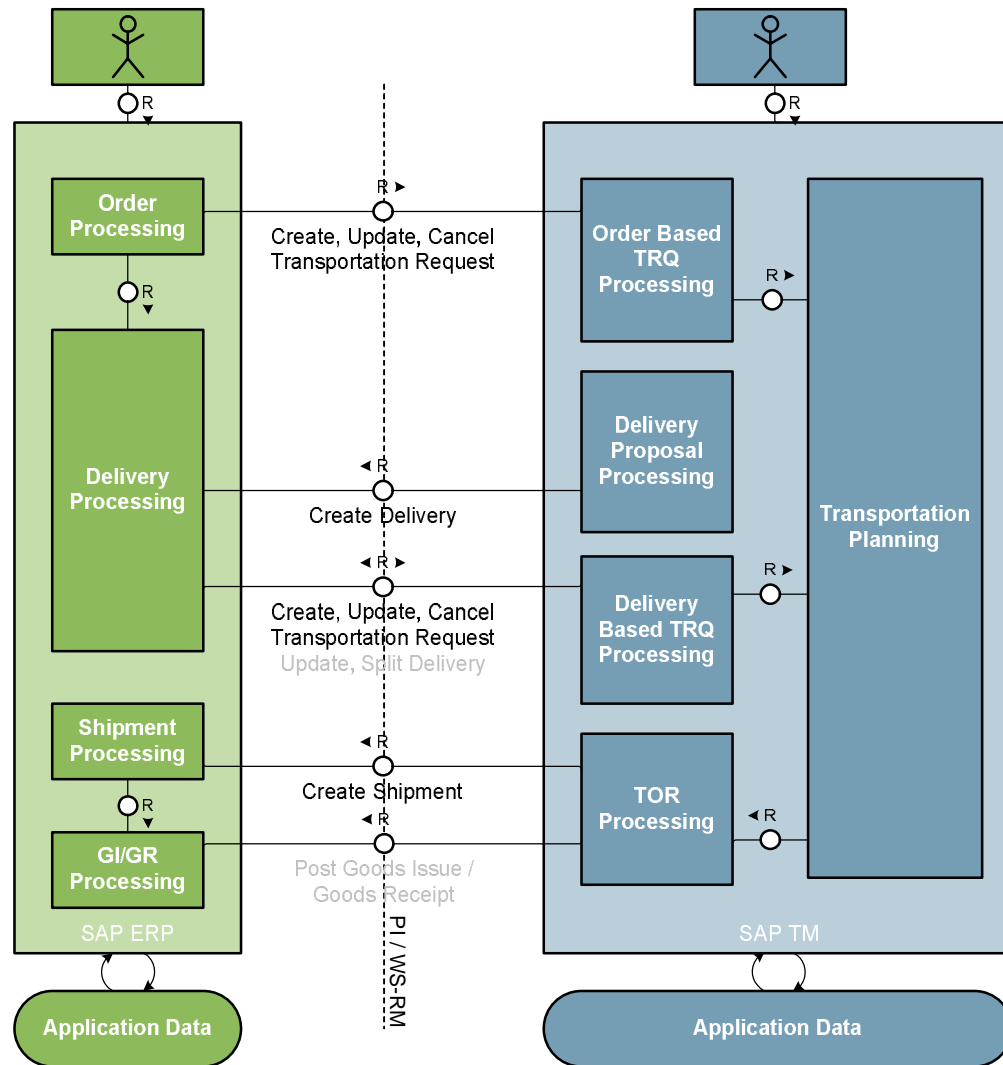 R
R
R ►
Order
Processing
Create, Update, Cancel
Transportation Request
Order Based
TRQ
Processing
R ►
R
Delivery
Processing
Delivery
Proposal
Processing
◄ R
Create Delivery
Transportation
Planning
◄ R ►
Create, Update, Cancel
Transportation Request
Update, Split Delivery
Delivery
Based TRQ
Processing
R ►
Shipment
Processing
◄ R
Create Shipment
TOR
Processing
◄ R
R
◄ R
GI/GR
Processing
Post Goods Issue /
Goods Receipt
SAP ERP
PI / WS-RM
SAP TM
Application Data
Application Data